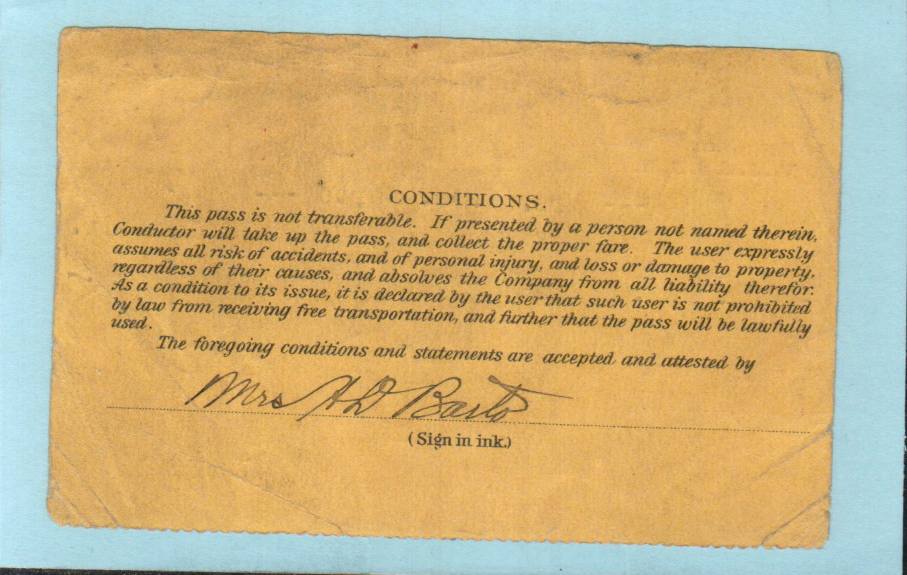 CONDITIONS.
This pass is not transferable. If presented by a person not named therein,
Conductor will take up the pass, and collect the proper fare. The user expressly
assumes all risk of accidents, and of personal injury, and loss or damage to property,
regardless of their causes, and absolves the Company from all liability therefor.
As a condition to its issue, it is declared by the user that such user is not prohibited
by law from receiving free transportation, and further that the pass will be lawfully
used.
The foregoing conditions and statements are accepted and attested by
Mrs A D Barto
(Sign in ink.)